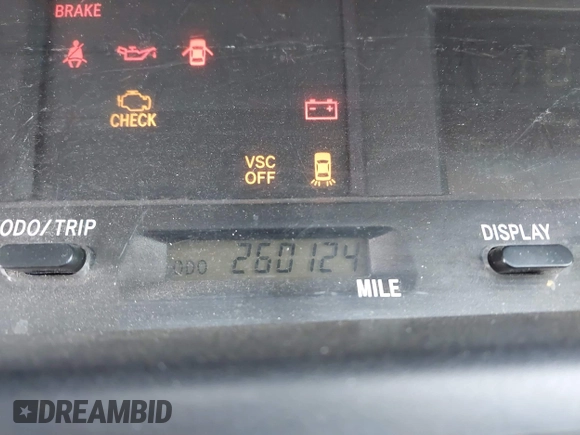 BRAKE
CHECK
VSC
OFF
ODO/TRIP
DISPLAY
ODO 260124
MILE
DREAMBID